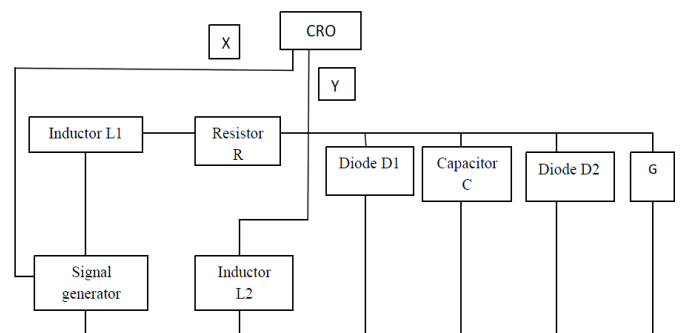 CRO
X
Y
Inductor L1
Resistor
R
Diode D1
Capacitor
C
Diode D2
G
Signal
generator
Inductor
L2